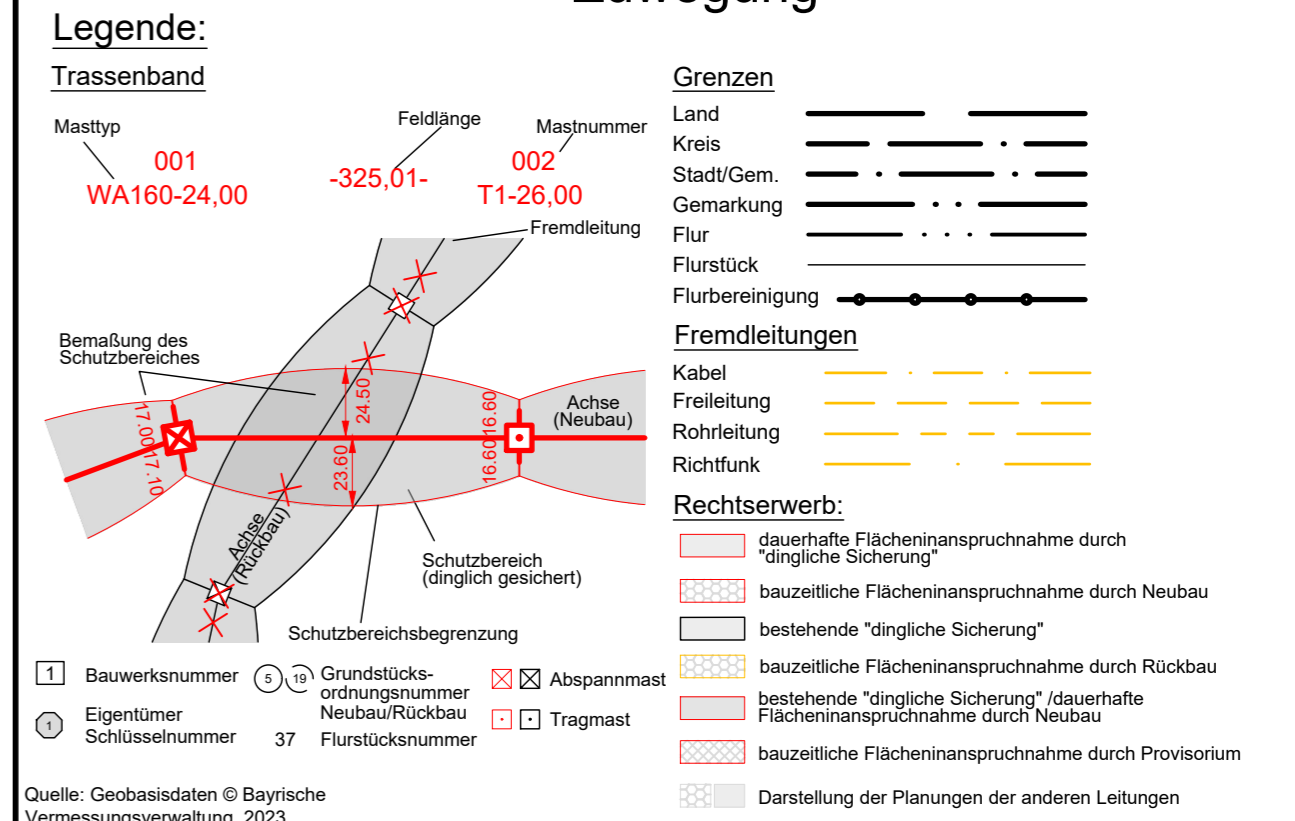 Zuwegung
Legende:
Trassenband
Masttyp
Feldlänge
Mastnummer
001
WA160-24,00
-325,01-
002
T1-26,00
Fremdleitung
Bemaßung des
Schutzbereiches
17.00
17.10
24.50
23.60
16.60
16.60
Achse
(Neubau)
Achse
(Rückbau)
Schutzbereich
(dinglich gesichert)
Schutzbereichsbegrenzung
1
Bauwerksnummer
5
19
Grundstücks-
ordnungsnummer
Neubau/Rückbau
Abspannmast
1
Eigentümer
Schlüsselnummer
37
Flurstücksnummer
Tragmast
Quelle: Geobasisdaten © Bayrische
Vermessungsverwaltung, 2023
Grenzen
Land
Kreis
Stadt/Gem.
Gemarkung
Flur
Flurstück
Flurbereinigung
Fremdleitungen
Kabel
Freileitung
Rohrleitung
Richtfunk
Rechtserwerb:
dauerhafte Flächeninanspruchnahme durch
"dingliche Sicherung"
bauzeitliche Flächeninanspruchnahme durch Neubau
bestehende "dingliche Sicherung"
bauzeitliche Flächeninanspruchnahme durch Rückbau
bestehende "dingliche Sicherung" /dauerhafte
Flächeninanspruchnahme durch Neubau
bauzeitliche Flächeninanspruchnahme durch Provisorium
Darstellung der Planungen der anderen Leitungen